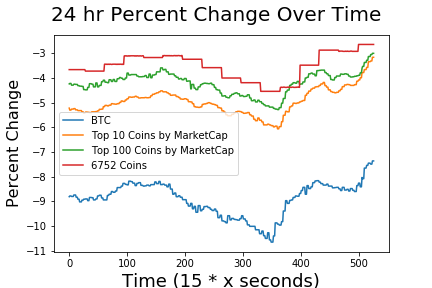 24 hr Percent Change Over Time
Percent Change
−3
−4
−5
−6
−7
−8
−9
−10
−11
BTC
Top 10 Coins by MarketCap
Top 100 Coins by MarketCap
6752 Coins
0
100
200
300
400
500
Time (15 * x seconds)